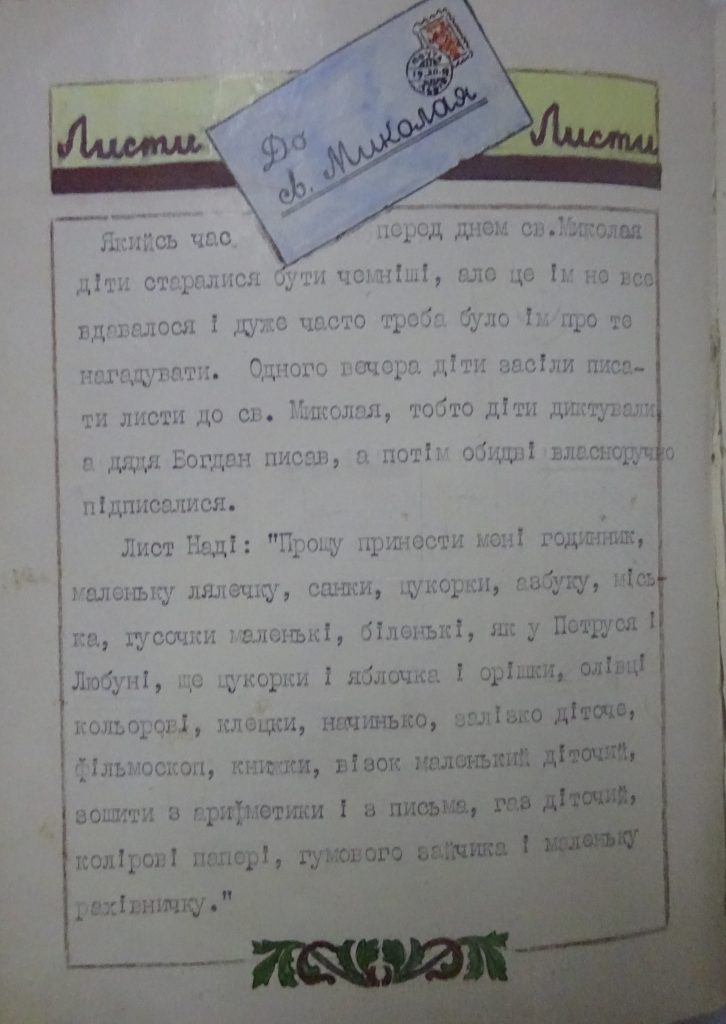 Листи
До
св. Миколая
Листи
Якийсь час перед днем св.Миколая
діти старалися бути чемніші, але це їм не все
вдавалося і дуже часто треба було їм про те
нагадувати. Одного вечора діти засіли писа-
ти листи до св. Миколая, тобто діти диктували,
а дядя Богдан писав, а потім обидві власноручно
підписалися.
Лист Наді: "Прошу принести мені годинник,
маленьку лялечку, санки, цукорки, азбуку, місь-
ка, гусочки маленькі, біленькі, як у Петруся і
Любуні, ще цукорки і яблочка і орішки, олівці
кольорові, клецки, начинько, залізко діточе,
фільмоскоп, книжки, візок маленький діточий,
зошити з арифметики і з письма, газ діточий,
колірові папері, гумового зайчика і маленьку
рахівничку."